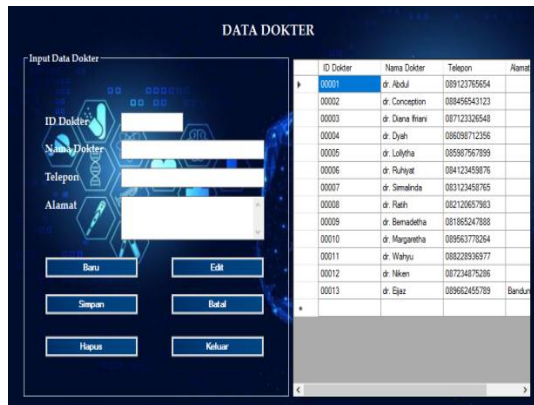 DATA DOKTER
Input Data Dokter
ID Dokter
Nama Dokter
Telepon
Alamat
Baru Edit
Simpan Batal
Hapus Keluar
ID Dokter Nama Dokter Telepon Alamat
00001 dr. Abdul 089123765654
00002 dr. Conception 088456543123
00003 dr. Diana Ifriani 087123326548
00004 dr. Dyah 086098712356
00005 dr. Lollytha 085987567899
00006 dr. Ruhiyat 084123459876
00007 dr. Simalinda 083123458765
00008 dr. Ratih 082120657983
00009 dr. Bernadetha 081865247888
00010 dr. Margaretha 089563778264
00011 dr. Wahyu 088228936977
00012 dr. Niken 087234875286
00013 dr. Eijaz 089662455789 Bandun